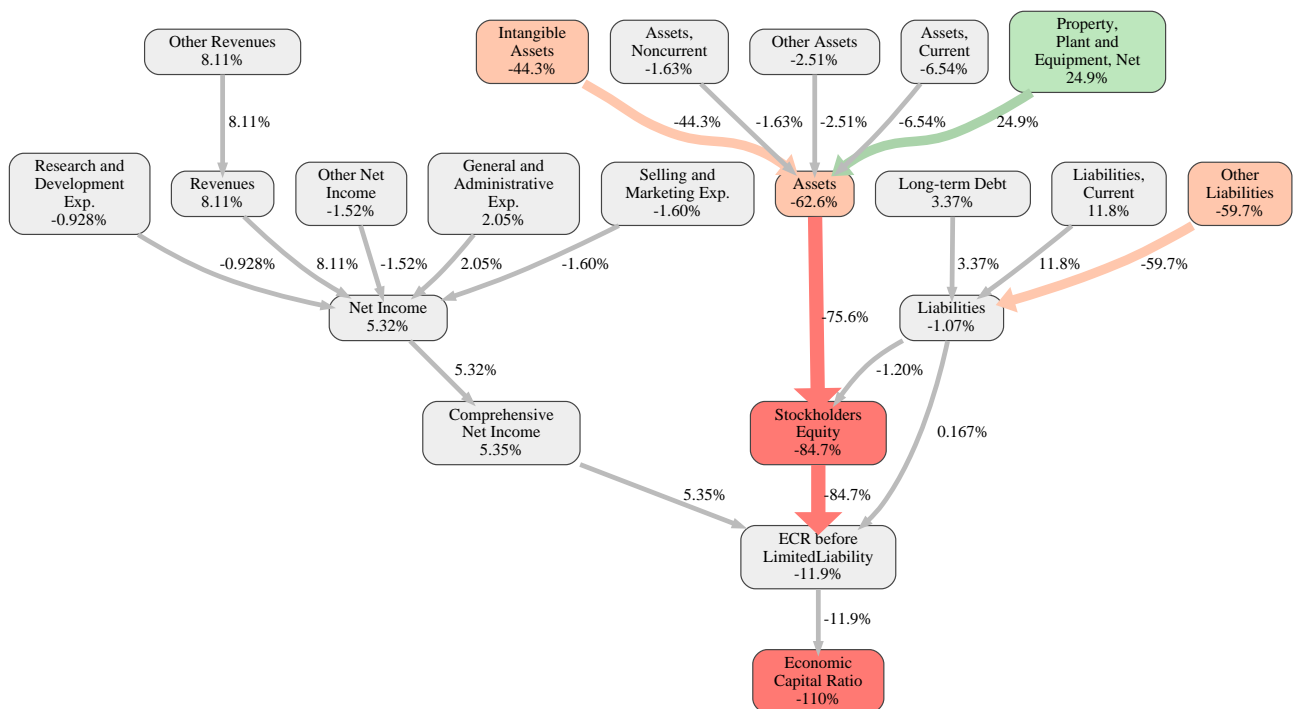 Other Revenues
8.11%
Intangible
Assets
-44.3%
Assets,
Noncurrent
-1.63%
Other Assets
-2.51%
Assets,
Current
-6.54%
Property,
Plant and
Equipment, Net
24.9%
8.11%
-44.3%
-1.63%
-2.51%
-6.54%
24.9%
Research and
Development
Exp.
-0.928%
Revenues
8.11%
Other Net
Income
-1.52%
General and
Administrative
Exp.
2.05%
Selling and
Marketing Exp.
-1.60%
Assets
-62.6%
Long-term Debt
3.37%
Liabilities,
Current
11.8%
Other
Liabilities
-59.7%
-0.928%
8.11%
-1.52%
2.05%
-1.60%
3.37%
11.8%
-59.7%
Net Income
5.32%
-75.6%
Liabilities
-1.07%
5.32%
-1.20%
Comprehensive
Net Income
5.35%
Stockholders
Equity
-84.7%
0.167%
5.35%
-84.7%
ECR before
LimitedLiability
-11.9%
-11.9%
Economic
Capital Ratio
-110%